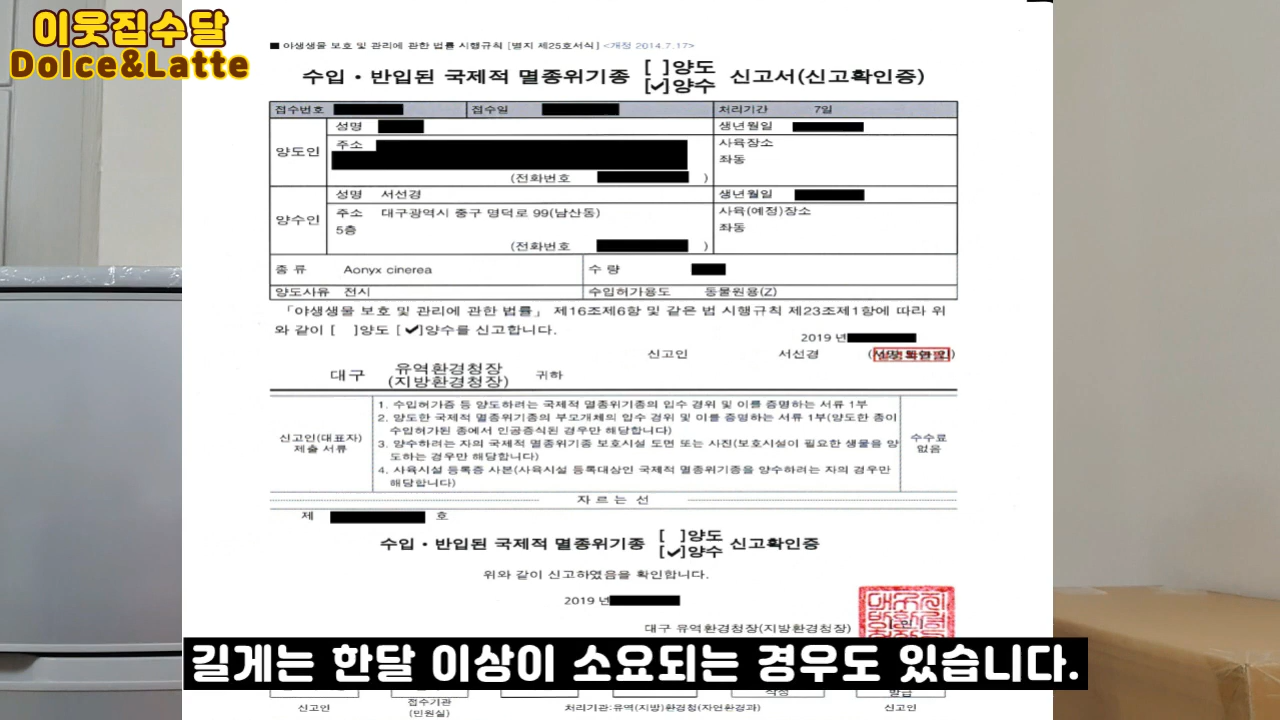 이웃집수달
Dolce&Latte
■ 야생생물 보호 및 관리에 관한 법률 시행규칙 [별지 제25호서식] <개정 2014.7.17>
수입ㆍ반입된 국제적 멸종위기종 [ ]양도 [✓]양수 신고서(신고확인증)
접수번호 접수일 처리기간 7일
양도인
성명 생년월일
주소 사육장소
좌동
(전화번호 )
양수인
성명 서선경 생년월일
주소 대구광역시 중구 명덕로 99(남산동) 사육(예정)장소
5층 좌동
(전화번호 )
종 류 Aonyx cinerea 수 량
양도사유 전시 수입허가용도 동물원용(Z)
「야생생물 보호 및 관리에 관한 법률」 제16조제6항 및 같은 법 시행규칙 제23조제1항에 따라 위
와 같이 [ ]양도 [✓]양수를 신고합니다.
2019 년
신고인 서선경
대구 유역환경청장 (지방환경청장) 귀하
신고인(대표자)
제출 서류
1. 수입허가증 등 양도하려는 국제적 멸종위기종의 입수 경위 및 이를 증명하는 서류 1부
2. 양도한 국제적 멸종위기종의 부모개체의 입수 경위 및 이를 증명하는 서류 1부(양도한 종이
수입허가된 종에서 인공증식된 경우만 해당합니다)
3. 양수하려는 자의 국제적 멸종위기종 보호시설 도면 또는 사진(보호시설이 필요한 생물을 양
도하는 경우만 해당합니다)
4. 사육시설 등록증 사본(사육시설 등록대상인 국제적 멸종위기종을 양수하려는 자의 경우만
해당합니다)
수수료
없음
자 르 는 선
제 호
수입ㆍ반입된 국제적 멸종위기종 [ ]양도 [✓]양수 신고확인증
위와 같이 신고하였음을 확인합니다.
2019 년
대구 유역환경청장(지방환경청장)
길게는 한달 이상이 소요되는 경우도 있습니다.
신고인 접수기관 처리기관:유역(지방)환경청(자연환경과) 신고인
(민원실)